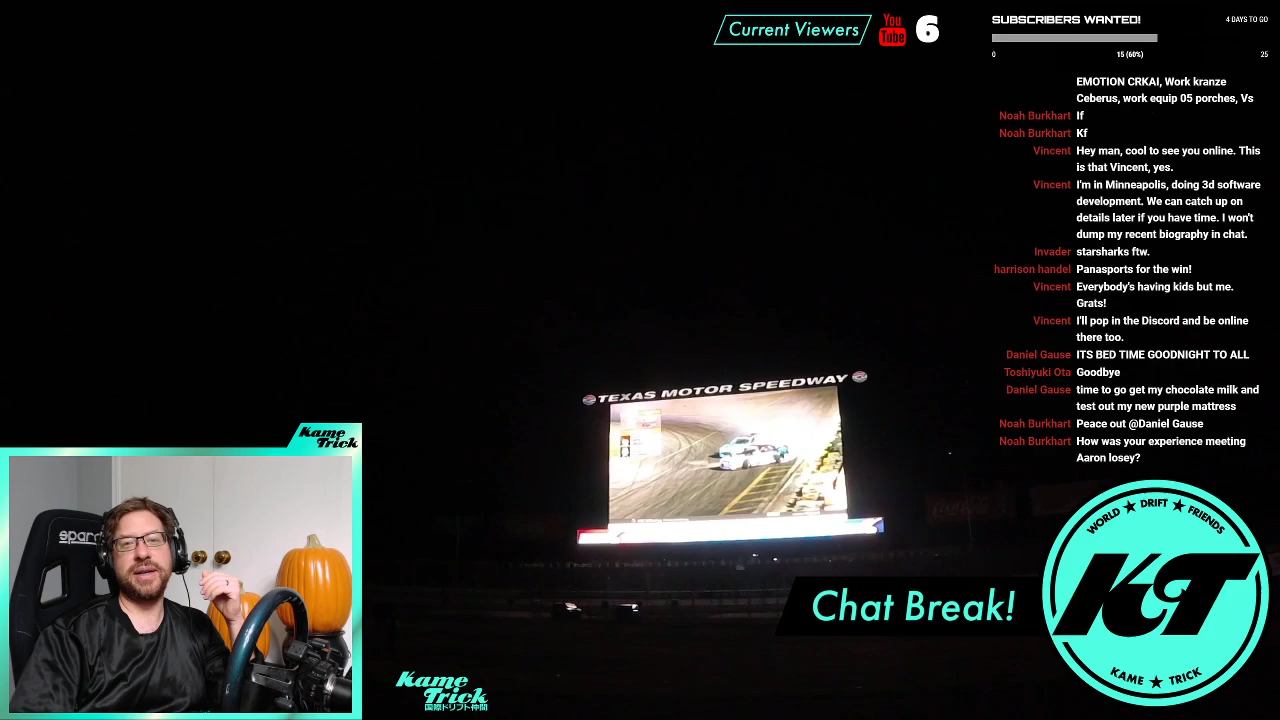 Current Viewers
You
Tube
6
SUBSCRIBERS WANTED!
4 DAYS TO GO
0
15 (60%)
25
EMOTION CRKAI, Work kranze
Ceberus, work equip 05 porches, Vs
Noah Burkhart If
Noah Burkhart Kf
Vincent Hey man, cool to see you online. This
is that Vincent, yes.
Vincent I'm in Minneapolis, doing 3d software
development. We can catch up on
details later if you have time. I won't
dump my recent biography in chat.
Invader starsharks ftw.
harrison handel Panasports for the win!
Vincent Everybody's having kids but me.
Grats!
Vincent I'll pop in the Discord and be online
there too.
Daniel Gause ITS BED TIME GOODNIGHT TO ALL
Toshiyuki Ota Goodbye
Daniel Gause time to go get my chocolate milk and
test out my new purple mattress
Noah Burkhart Peace out @Daniel Gause
Noah Burkhart How was your experience meeting
Aaron losey?
TEXAS MOTOR SPEEDWAY
Kame
Trick
sparco
Chat Break!
WORLD ★ DRIFT ★ FRIENDS
KT
KAME ★ TRICK
Kame
Trick
国際ドリフト仲間